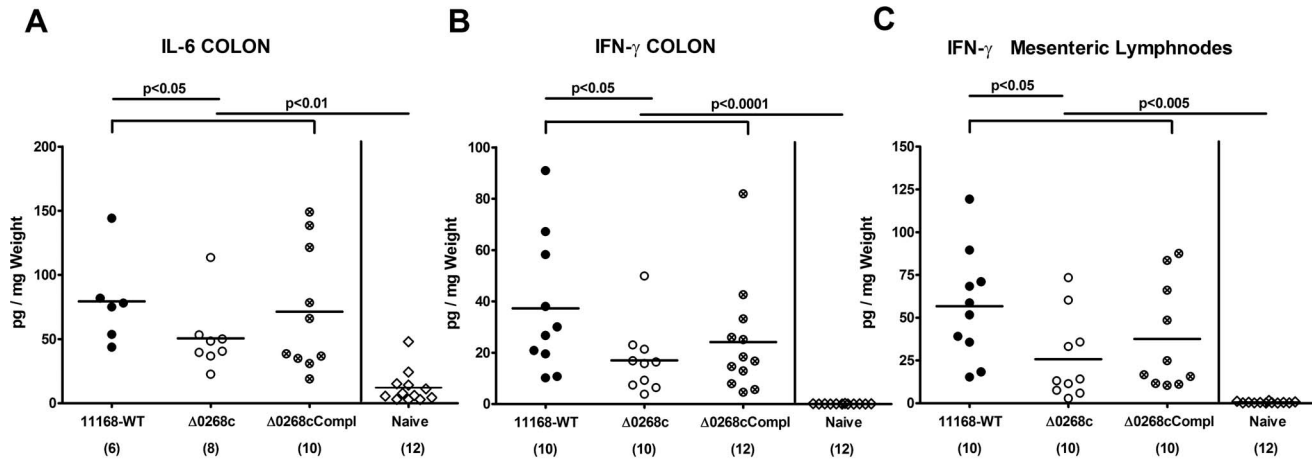 A
IL-6 COLON
p<0.05
p<0.01
pg / mg Weight
200
150
100
50
0
11168-WT
Δ0268c
Δ0268cCompl
Naive
(6)
(8)
(10)
(12)
B
IFN-γ COLON
p<0.05
p<0.0001
pg / mg Weight
100
80
60
40
20
0
11168-WT
Δ0268c
Δ0268cCompl
Naive
(10)
(10)
(12)
(12)
C
IFN-γ Mesenteric Lymphnodes
p<0.05
p<0.005
pg / mg Weight
150
125
100
75
50
25
0
11168-WT
Δ0268c
Δ0268cCompl
Naive
(10)
(10)
(10)
(12)